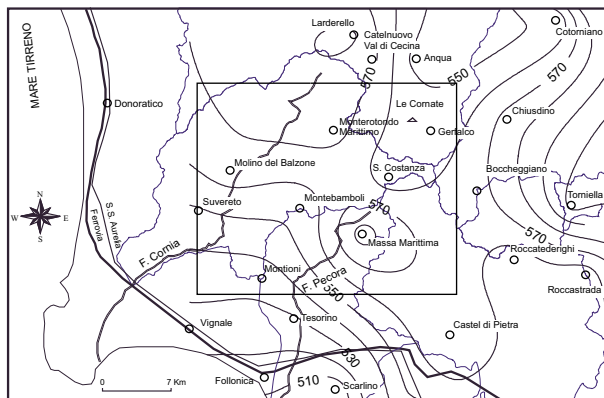 Larderello
Catelnuovo
Val di Cecina
Cotorniano
MARE TIRRENO
Anqua
570
550
570
Donoratico
Le Comate
Chiusdino
Monterotondo
Marittimo
Gerfalco
Molino del Balzone
S. Costanza
Boccheggiano
N
W
E
S
Suvereto
Montebamboli
570
Torniella
S.S. Aurelia
Ferrovia
Massa Marittima
570
F. Cornia
Roccatederighi
Montioni
F. Pecora
Roccastrada
550
Vignale
Tesorino
Castel di Pietra
530
Follonica
510
Scarlino
0
7 Km